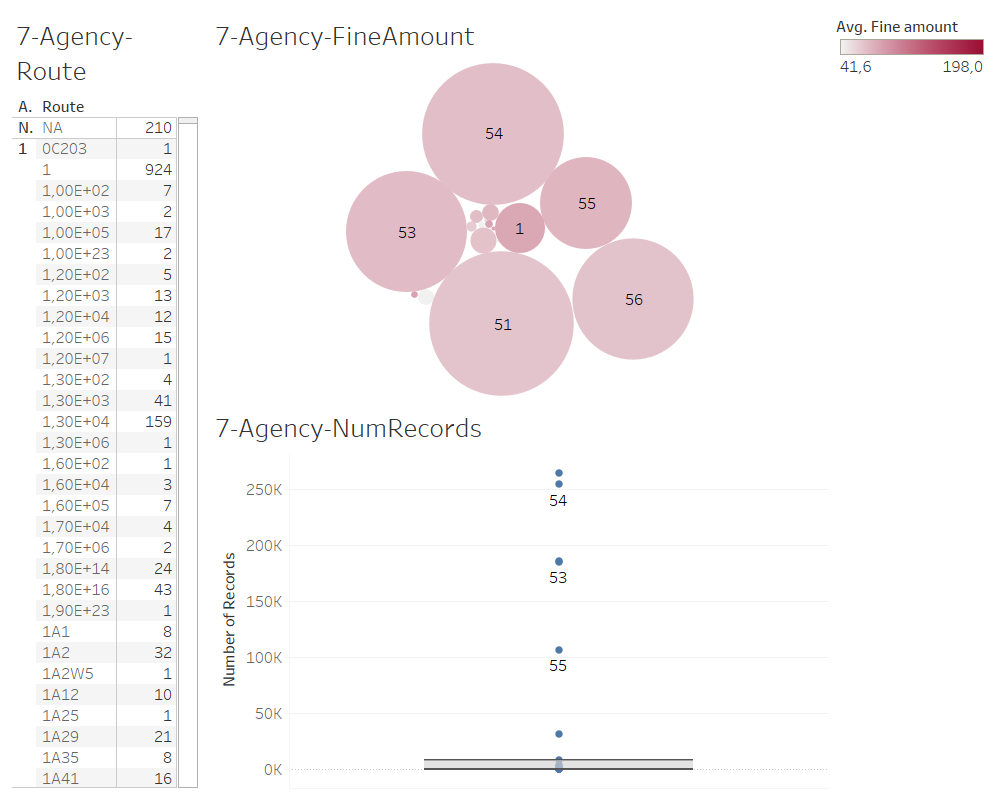 7-Agency-
Route
A. Route
N. NA 210
1 0C203 1
1 924
1,00E+02 7
1,00E+03 2
1,00E+05 17
1,00E+23 2
1,20E+02 5
1,20E+03 13
1,20E+04 12
1,20E+06 15
1,20E+07 1
1,30E+02 4
1,30E+03 41
1,30E+04 159
1,30E+06 1
1,60E+02 1
1,60E+04 3
1,60E+05 7
1,70E+04 4
1,70E+06 2
1,80E+14 24
1,80E+16 43
1,90E+23 1
1A1 8
1A2 32
1A2W5 1
1A12 10
1A25 1
1A29 21
1A35 8
1A41 16
7-Agency-FineAmount
54
55
53
1
56
51
Avg. Fine amount
41,6 198,0
7-Agency-NumRecords
Number of Records
250K
200K
150K
100K
50K
0K
54
53
55